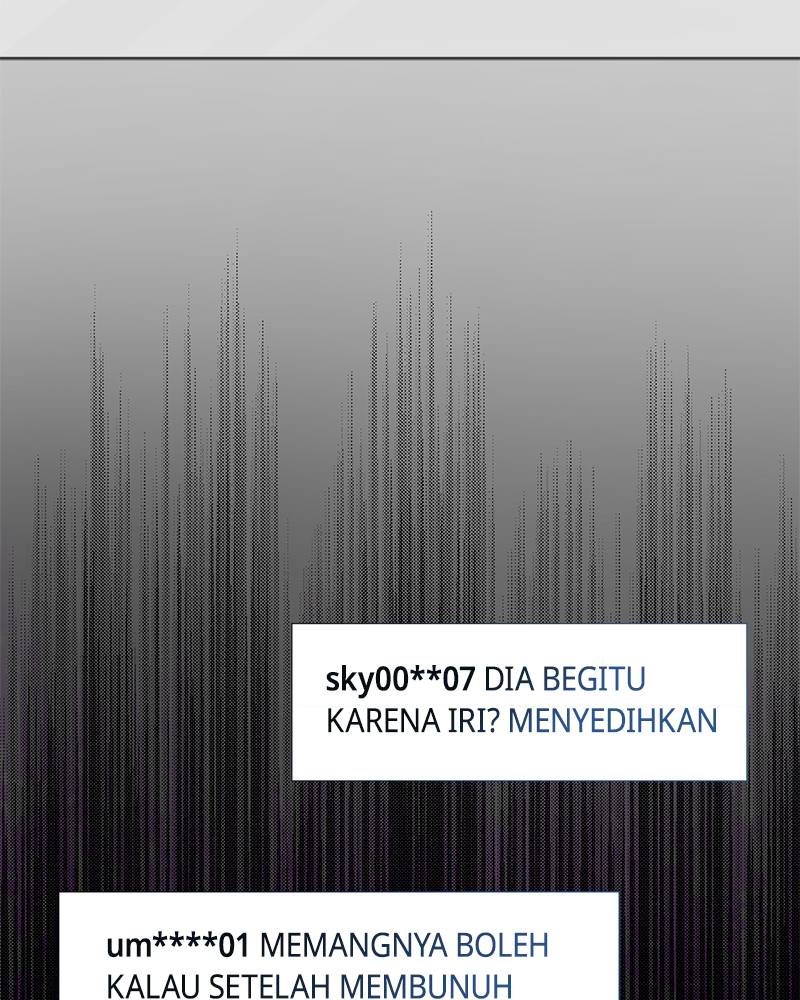 sky00**07 DIA BEGITU
KARENA IRI? MENYEDIHKAN
um****01 MEMANGNYA BOLEH
KALAU SETELAH MEMBUNUH